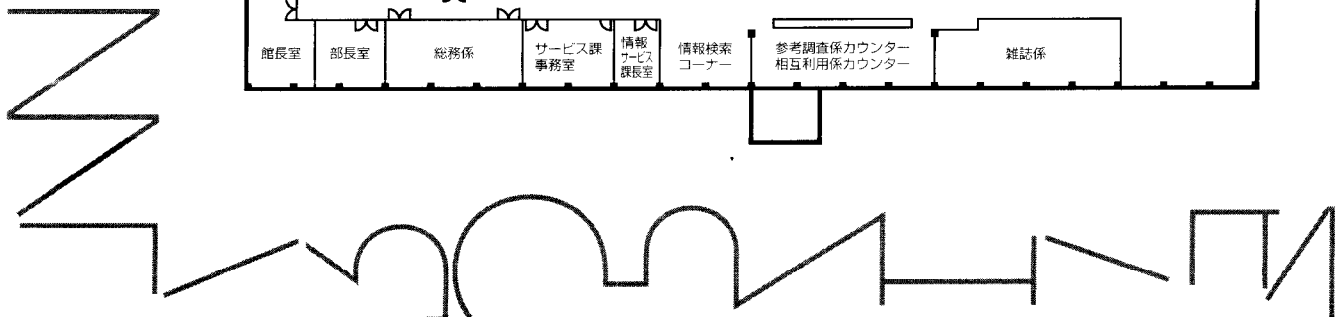 館長室
部長室
総務係
サービス課
事務室
情報
サービス
課長室
情報検索
コーナー
参考調査係カウンター
相互利用係カウンター
雑誌係